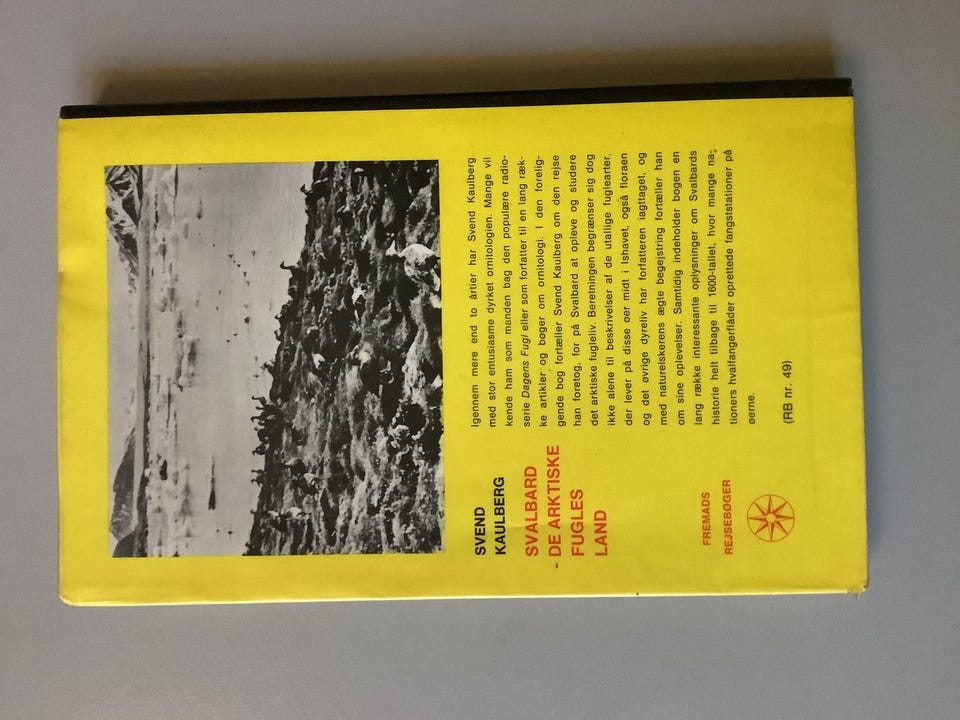 SVEND
KAULBERG
SVALBARD
- DE ARKTISKE
FUGLES
LAND
FREMADS
REJSEBØGER
Igennem mere end to årtier har Svend Kaulberg
med stor entusiasme dyrket ornitologien. Mange vil
kende ham som manden bag den populære radio-
serie Dagens Fugl eller som forfatter til en lang ræk-
ke artikler og bøger om ornitologi. I den forelig-
gende bog fortæller Svend Kaulberg om den rejse
han foretog, for på Svalbard at opleve og studere
det arktiske fugleliv. Beretningen begrænser sig dog
ikke alene til beskrivelser af de utallige fuglearter,
der lever på disse øer midt i Ishavet, også floraen
og det øvrige dyreliv har forfatteren iagttaget, og
med naturelskerens ægte begejstring fortæller han
om sine oplevelser. Samtidig indeholder bogen en
lang række interessante oplysninger om Svalbards
historie helt tilbage til 1600-tallet, hvor mange na-
tioners hvalfangerflåder oprettede fangststationer på
øerne.
(RB nr. 49)